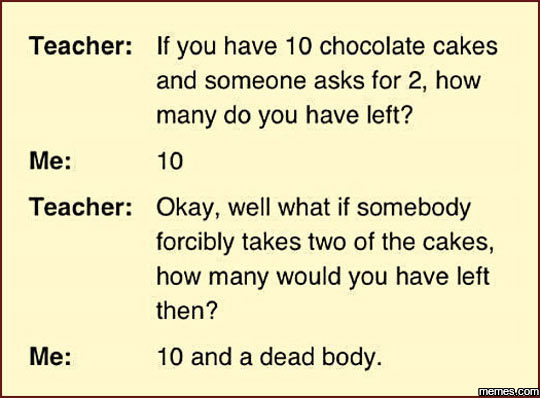 Teacher: If you have 10 chocolate cakes
and someone asks for 2, how
many do you have left?
Me: 10
Teacher: Okay, well what if somebody
forcibly takes two of the cakes,
how many would you have left
then?
Me: 10 and a dead body.
memes.com